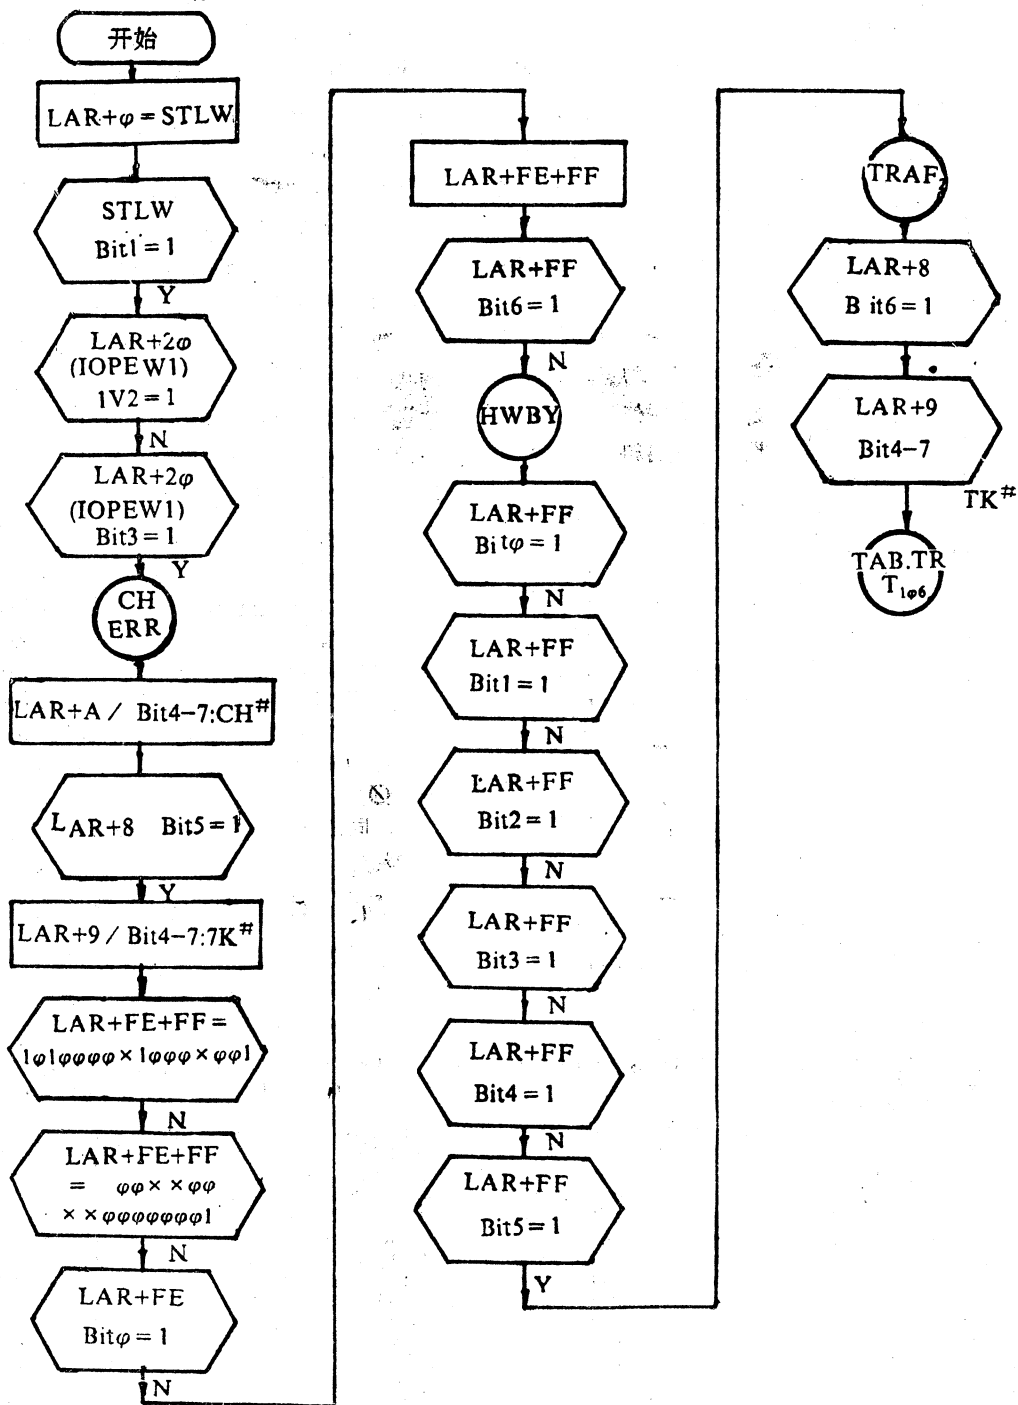 开始
LAR+φ=STLW
STLW
Bit1=1
Y
LAR+2φ
(IOPEW1)
1V2=1
N
LAR+2φ
(IOPEW1)
Bit3=1
Y
CH
ERR
LAR+A / Bit4-7:CH#
LAR+8 Bit5=1
Y
LAR+9 / Bit4-7:7K#
LAR+FE+FF=
1φ1φφφφ×1φφφ×φφ1
N
LAR+FE+FF
= φφ××φφ
××φφφφφφφ1
N
LAR+FE
Bitφ=1
N
LAR+FE+FF
LAR+FF
Bit6=1
N
HWBY
LAR+FF
Bitφ=1
N
LAR+FF
Bit1=1
N
LAR+FF
Bit2=1
N
LAR+FF
Bit3=1
N
LAR+FF
Bit4=1
N
LAR+FF
Bit5=1
Y
TRAF2
LAR+8
Bit6=1
LAR+9
Bit4-7
TK#
TAB.TR
T1φ6